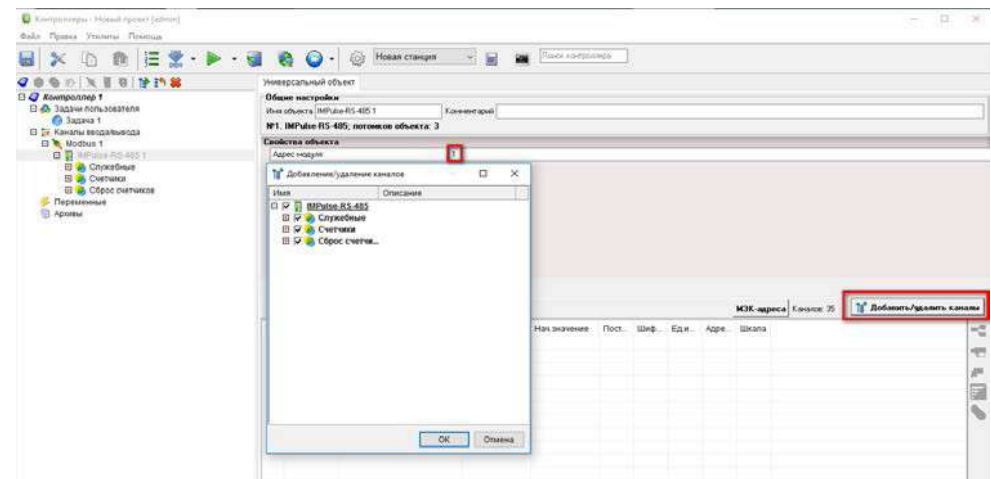 Контроллеры - Новый проект [admin]
Файл Правка Утилиты Помощь
Новая станция
Поиск контроллера
Контроллер 1
Задачи пользователя
Задача 1
Каналы ввода/вывода
Modbus 1
IMPulse-RS-485 1
Служебные
Счетчики
Сброс счетчиков
Переменные
Архивы
Универсальный объект
Общие настройки
Имя объекта IMPulse-RS-485 1 Комментарий
№1. IMPulse-RS-485; потомков объекта: 3
Свойства объекта
Адрес модуля 1
Добавление/удаление каналов
Имя Описание
IMPulse-RS-485
Служебные
Счетчики
Сброс счетчи...
OK Отмена
МЭК-адреса Каналов: 35 Добавить/удалить каналы
Нач.значение Пост... Шиф... Ед.и... Адре... Шкала